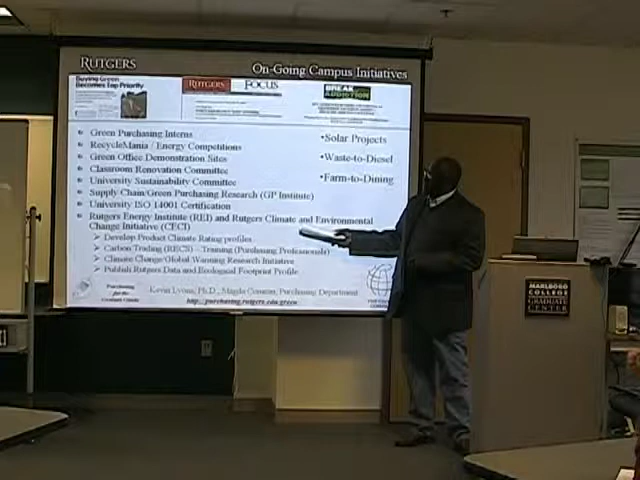 RUTGERS
On-Going Campus Initiatives
Buying Green
Becomes Top Priority
RUTGERS
FOCUS
BREAK
ADDICTION
Green Purchasing Interns
RecycleMania / Energy Competitions
Green Office Demonstration Sites
Classroom Renovation Committee
University Sustainability Committee
Supply Chain/Green Purchasing Research (GP Institute)
University ISO 14001 Certification
Rutgers Energy Institute (REI) and Rutgers Climate and Environmental
Change Initiative (CECI)
Develop Product Climate Rating profiles
Carbon Trading (RECS) – Training (Purchasing Professionals)
Climate Change/Global Warming Research Initiative
Publish Rutgers Data and Ecological Footprint Profile
•Solar Projects
•Waste-to-Diesel
•Farm-to-Dining
Purchasing
for the
Kevin Lyons, Ph.D., Purchasing Department
http://purchasing.rutgers.edu/green
MARLBORO
COLLEGE
GRADUATE
CENTER